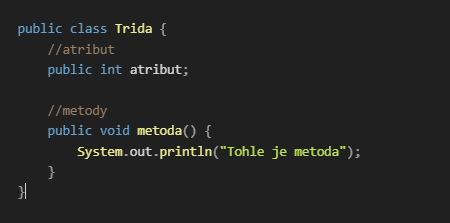 public class Trida {
    //atribut
    public int atribut;

    //metody
    public void metoda() {
        System.out.println("Tohle je metoda");
    }
}